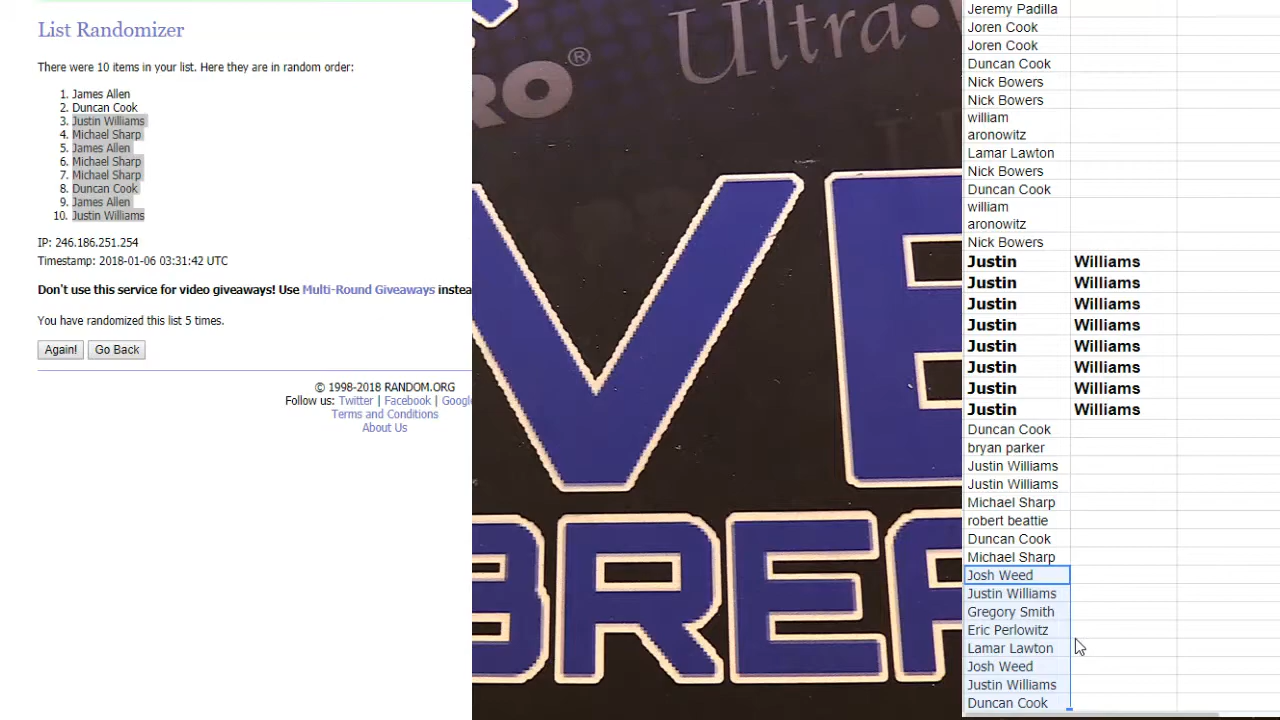 List Randomizer
There were 10 items in your list. Here they are in random order:
1. James Allen
2. Duncan Cook
3. Justin Williams
4. Michael Sharp
5. James Allen
6. Michael Sharp
7. Michael Sharp
8. Duncan Cook
9. James Allen
10. Justin Williams
IP: 246.186.251.254
Timestamp: 2018-01-06 03:31:42 UTC
Don't use this service for video giveaways! Use Multi-Round Giveaways instea
You have randomized this list 5 times.
Again! Go Back
© 1998-2018 RANDOM.ORG
Follow us: Twitter | Facebook | Google
Terms and Conditions
About Us
Ultra
RO®
VE
BREA
Jeremy Padilla
Joren Cook
Joren Cook
Duncan Cook
Nick Bowers
Nick Bowers
william
aronowitz
Lamar Lawton
Nick Bowers
Duncan Cook
william
aronowitz
Nick Bowers
Justin Williams
Justin Williams
Justin Williams
Justin Williams
Justin Williams
Justin Williams
Justin Williams
Justin Williams
Duncan Cook
bryan parker
Justin Williams
Justin Williams
Michael Sharp
robert beattie
Duncan Cook
Michael Sharp
Josh Weed
Justin Williams
Gregory Smith
Eric Perlowitz
Lamar Lawton
Josh Weed
Justin Williams
Duncan Cook